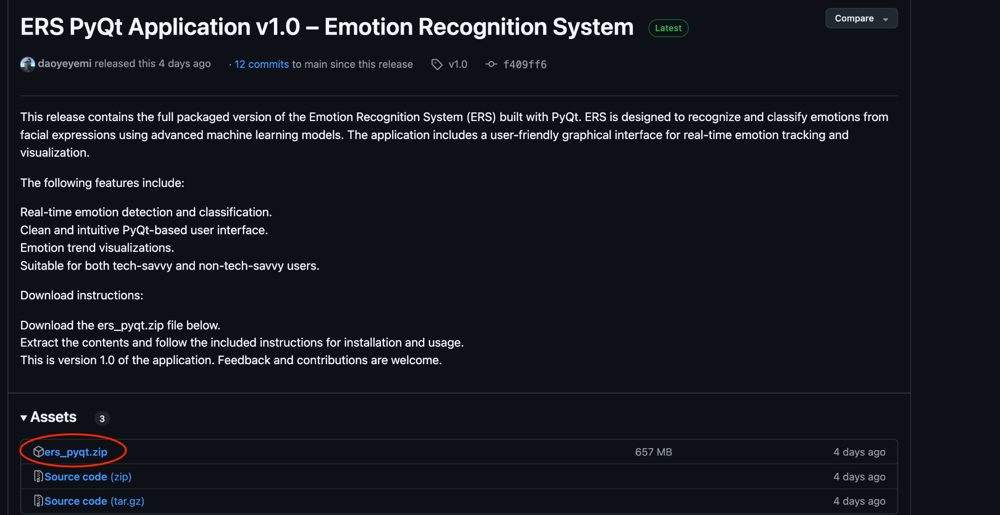 ERS PyQt Application v1.0 – Emotion Recognition System Latest Compare
daoyeyemi released this 4 days ago · 12 commits to main since this release v1.0 f409ff6
This release contains the full packaged version of the Emotion Recognition System (ERS) built with PyQt. ERS is designed to recognize and classify emotions from
facial expressions using advanced machine learning models. The application includes a user-friendly graphical interface for real-time emotion tracking and
visualization.
The following features include:
Real-time emotion detection and classification.
Clean and intuitive PyQt-based user interface.
Emotion trend visualizations.
Suitable for both tech-savvy and non-tech-savvy users.
Download instructions:
Download the ers_pyqt.zip file below.
Extract the contents and follow the included instructions for installation and usage.
This is version 1.0 of the application. Feedback and contributions are welcome.
Assets 3
ers_pyqt.zip 657 MB 4 days ago
Source code (zip) 4 days ago
Source code (tar.gz) 4 days ago